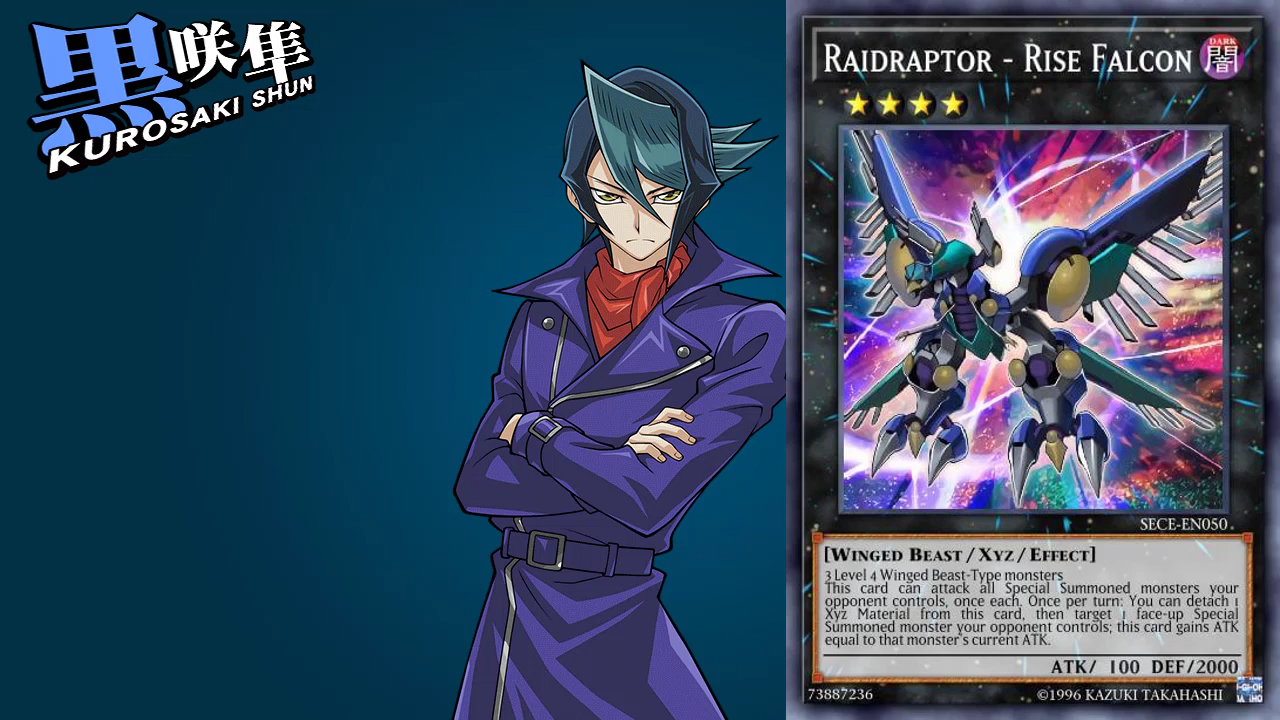 黒咲隼
KUROSAKI SHUN
RAIDRAPTOR - RISE FALCON
DARK
闇
SECE-EN050
[WINGED BEAST / XYZ / EFFECT]
3 Level 4 Winged Beast-Type monsters
This card can attack all Special Summoned monsters your
opponent controls, once each. Once per turn: You can detach 1
Xyz Material from this card, then target 1 face-up Special
Summoned monster your opponent controls; this card gains ATK
equal to that monster's current ATK.
ATK/ 100 DEF/2000
73887236
©1996 KAZUKI TAKAHASHI